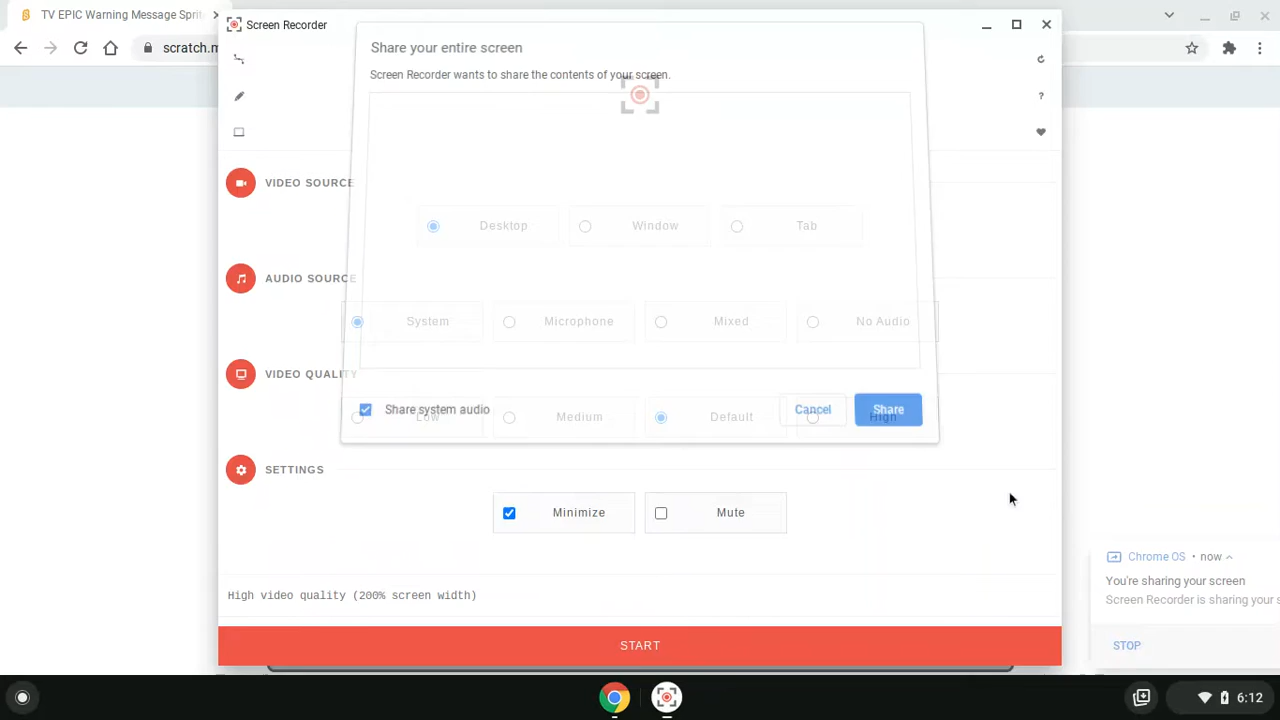 TV EPIC Warning Message Sprit
Screen Recorder
scratch.m
Share your entire screen
Screen Recorder wants to share the contents of your screen.
?
VIDEO SOURCE
Desktop
Window
Tab
AUDIO SOURCE
System
Microphone
Mixed
No Audio
VIDEO QUALITY
Share system audio
Cancel
Share
Low
Medium
Default
High
SETTINGS
Minimize
Mute
Chrome OS • now
You're sharing your screen
Screen Recorder is sharing your s
High video quality (200% screen width)
START
STOP
6:12